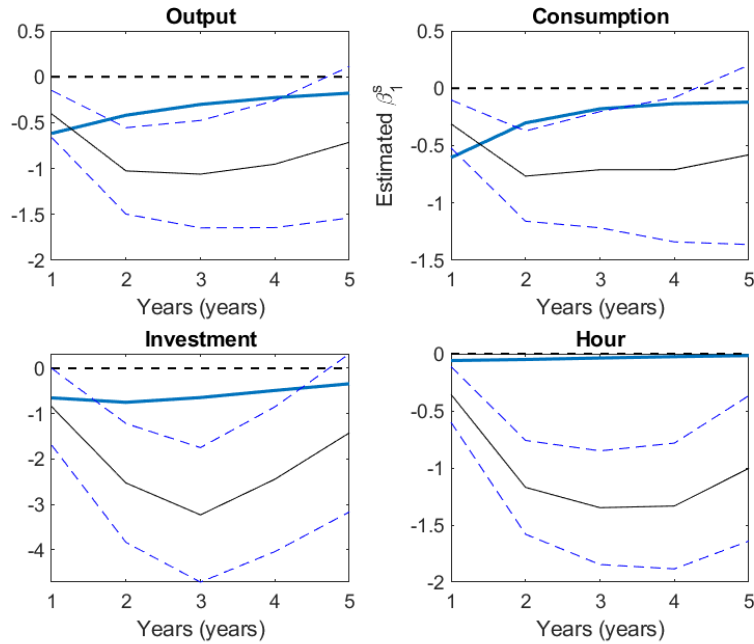 Output
0.5
0
-0.5
-1
-1.5
-2
1 2 3 4 5
Years (years)
Consumption
Estimated β₁ˢ
0.5
0
-0.5
-1
-1.5
1 2 3 4 5
Years (years)
Investment
0
-1
-2
-3
-4
1 2 3 4 5
Years (years)
Hour
0
-0.5
-1
-1.5
-2
1 2 3 4 5
Years (years)